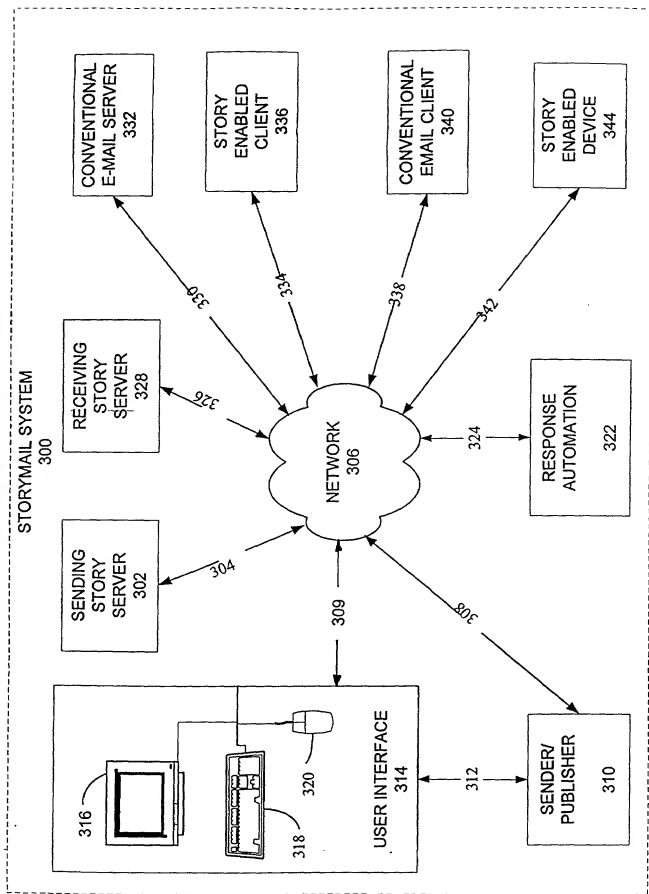 STORYMAIL SYSTEM
300
SENDING
STORY
SERVER
302
RECEIVING
STORY
SERVER
328
CONVENTIONAL
E-MAIL SERVER
332
304
326
330
316
318
320
USER INTERFACE
314
309
NETWORK
306
334
STORY
ENABLED
CLIENT
336
338
CONVENTIONAL
EMAIL CLIENT
340
312
308
324
342
SENDER/
PUBLISHER
310
RESPONSE
AUTOMATION
322
STORY
ENABLED
DEVICE
344